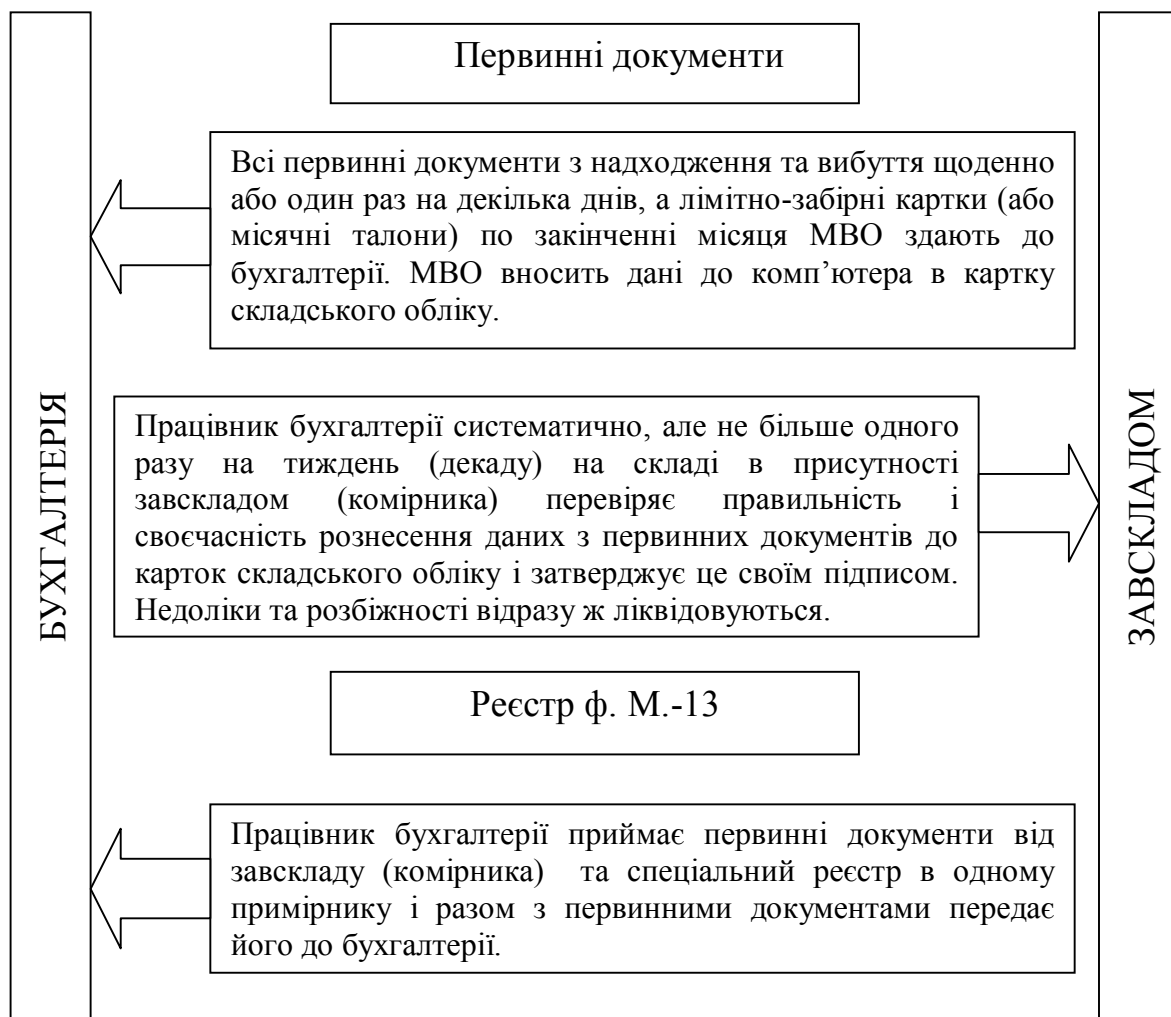 Первинні документи
Всі первинні документи з надходження та вибуття щоденно
або один раз на декілька днів, а лімітно-забірні картки (або
місячні талони) по закінченні місяця МВО здають до
бухгалтерії. МВО вносить дані до комп’ютера в картку
складського обліку.
БУХГАЛТЕРІЯ
Працівник бухгалтерії систематично, але не більше одного
разу на тиждень (декаду) на складі в присутності
завскладом (комірника) перевіряє правильність і
своєчасність рознесення даних з первинних документів до
карток складського обліку і затверджує це своїм підписом.
Недоліки та розбіжності відразу ж ліквідовуються.
ЗАВСКЛАДОМ
Реєстр ф. М.-13
Працівник бухгалтерії приймає первинні документи від
завскладу (комірника) та спеціальний реєстр в одному
примірнику і разом з первинними документами передає
його до бухгалтерії.